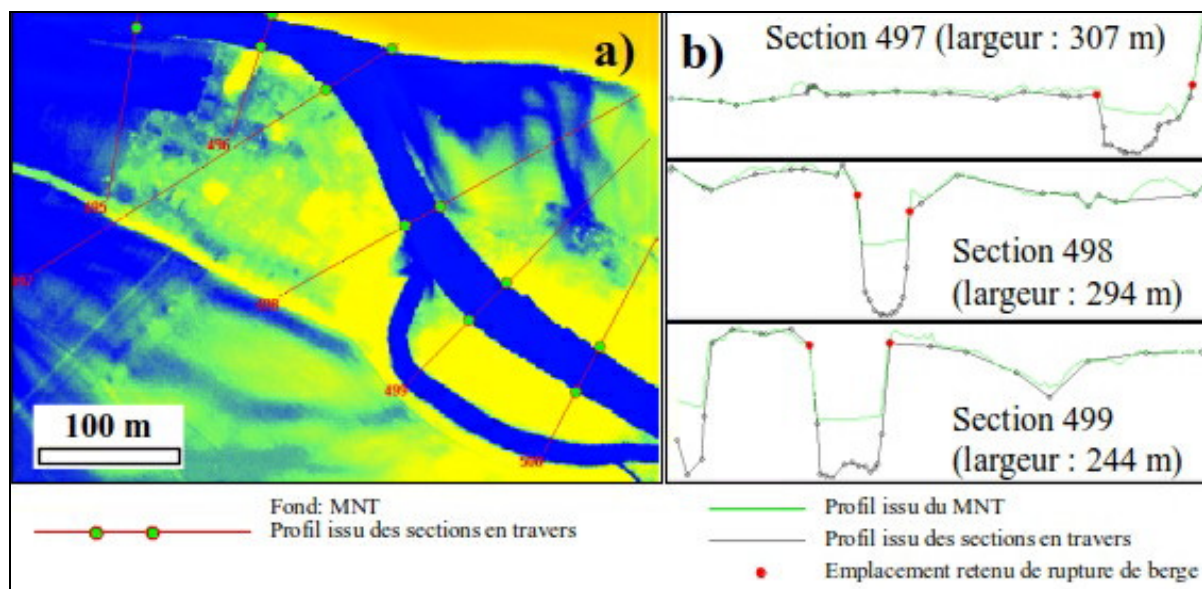 a)
496
495
497
498
499
500
100 m
b)
Section 497 (largeur : 307 m)
Section 498
(largeur : 294 m)
Section 499
(largeur : 244 m)
Fond: MNT
Profil issu des sections en travers
Profil issu du MNT
Profil issu des sections en travers
Emplacement retenu de rupture de berge